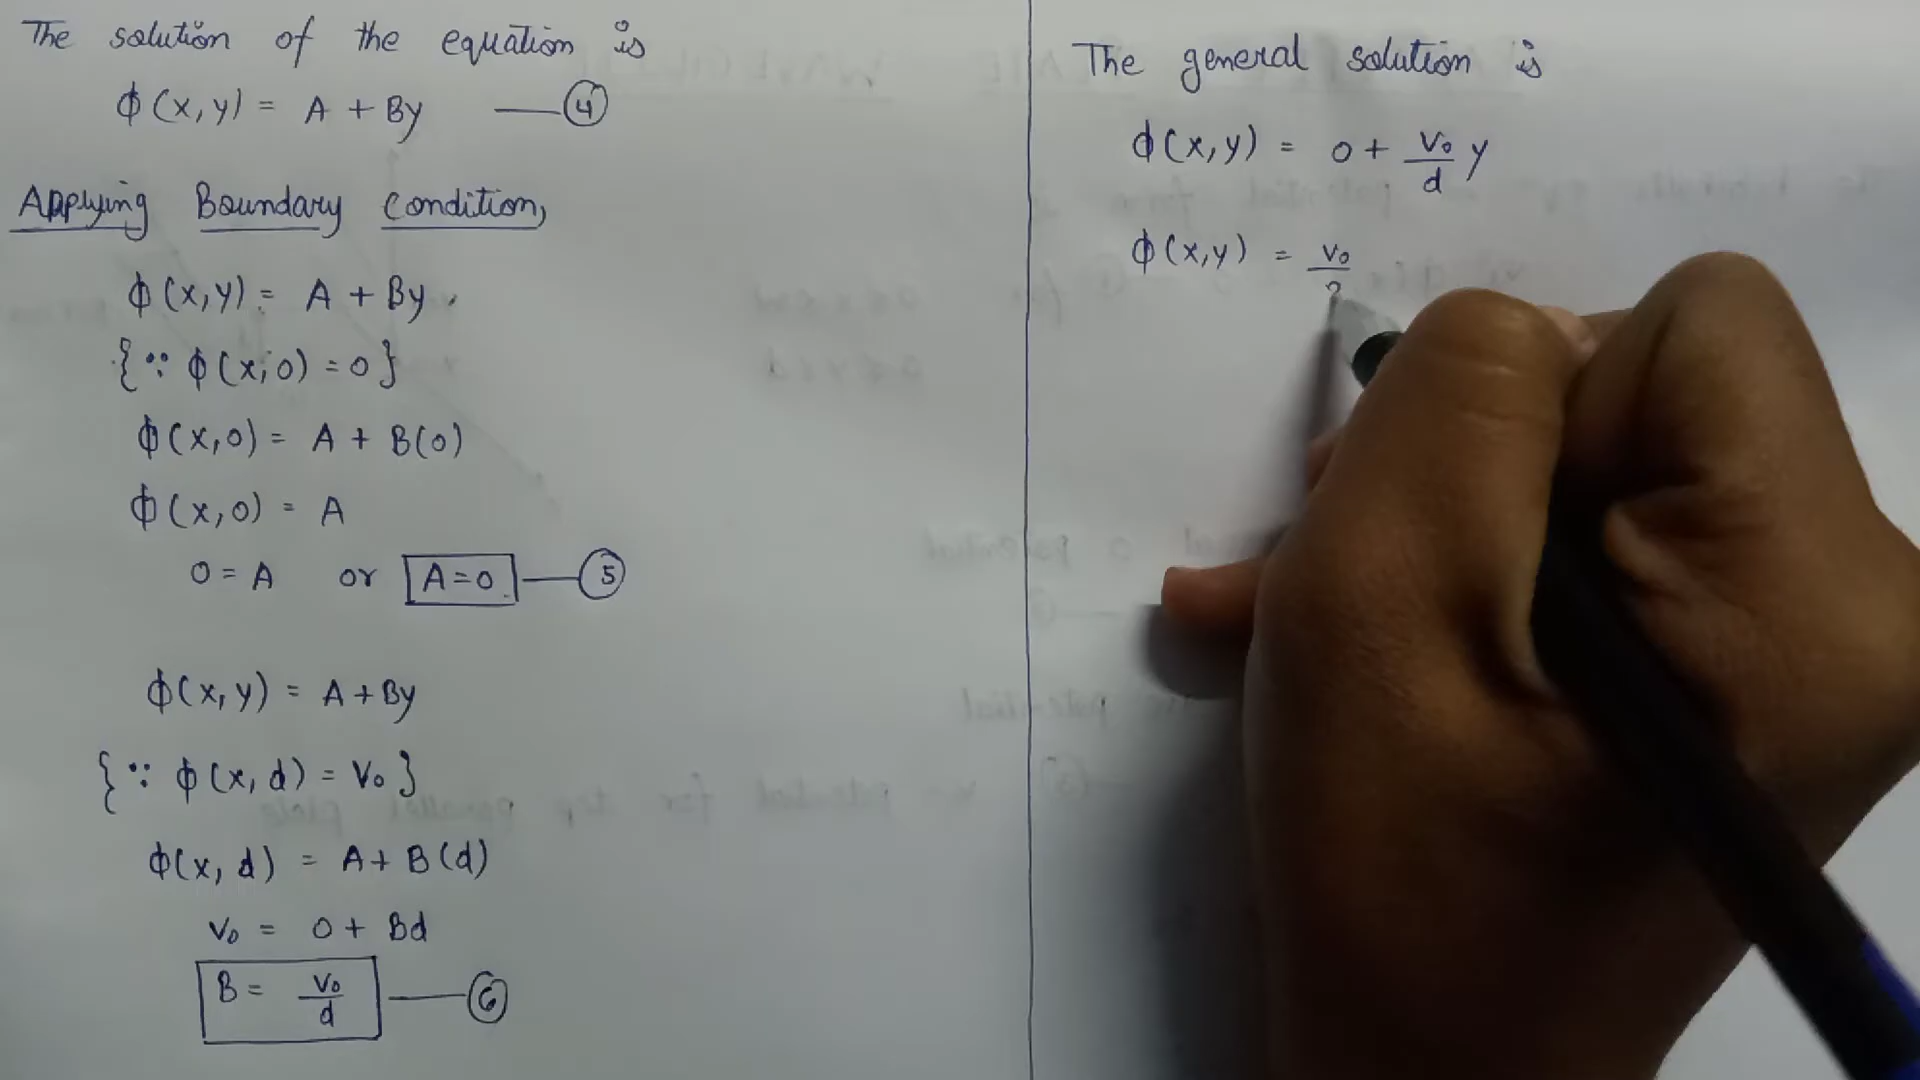 The solution of the equation is
ϕ(x,y) = A + By —— ④
Applying Boundary Condition,
ϕ(x,y) = A + By
{∵ ϕ(x,0) = 0}
ϕ(x,0) = A + B(0)
ϕ(x,0) = A
0 = A or A=0 —— ⑤
ϕ(x,y) = A+By
{∵ ϕ(x,d) = V₀}
ϕ(x,d) = A+ B(d)
V₀ = 0+ Bd
B = V₀/d —— ⑥
The general solution is
ϕ(x,y) = 0 + V₀/d y
ϕ(x,y) = V₀/